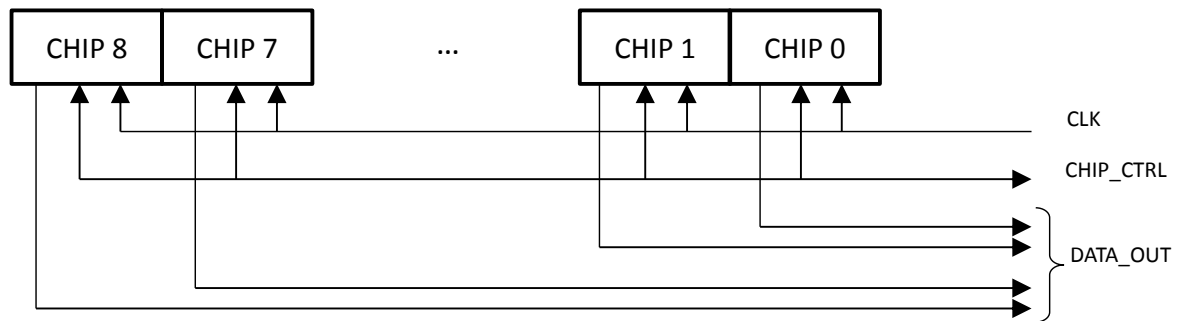 CHIP 8
CHIP 7
...
CHIP 1
CHIP 0
CLK
CHIP_CTRL
DATA_OUT